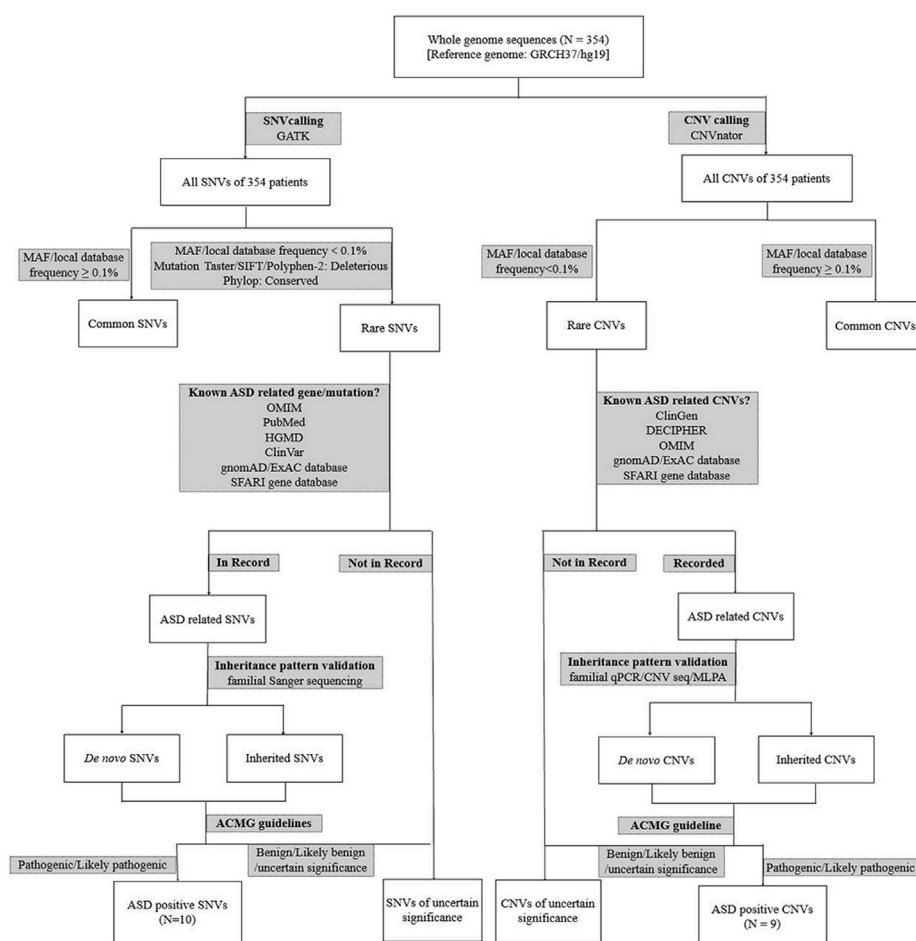 Whole genome sequences (N = 354)
[Reference genome: GRCH37/hg19]
SNVcalling
GATK
CNV calling
CNVnator
All SNVs of 354 patients
All CNVs of 354 patients
MAF/local database
frequency ≥ 0.1%
MAF/local database frequency < 0.1%
Mutation Taster/SIFT/Polyphen-2: Deleterious
Phylop: Conserved
MAF/local database
frequency<0.1%
MAF/local database
frequency ≥ 0.1%
Common SNVs
Rare SNVs
Rare CNVs
Common CNVs
Known ASD related gene/mutation?
OMIM
PubMed
HGMD
ClinVar
gnomAD/ExAC database
SFARI gene database
Known ASD related CNVs?
ClinGen
DECIPHER
OMIM
gnomAD/ExAC database
SFARI gene database
In Record
Not in Record
Not in Record
Recorded
ASD related SNVs
ASD related CNVs
Inheritance pattern validation
familial Sanger sequencing
Inheritance pattern validation
familial qPCR/CNV seq/MLPA
De novo SNVs
Inherited SNVs
De novo CNVs
Inherited CNVs
ACMG guidelines
ACMG guideline
Pathogenic/Likely pathogenic
Benign/Likely benign
/uncertain significance
Benign/Likely benign
/uncertain significance
Pathogenic/Likely pathogenic
ASD positive SNVs
(N=10)
SNVs of uncertain
significance
CNVs of uncertain
significance
ASD positive CNVs
(N = 9)